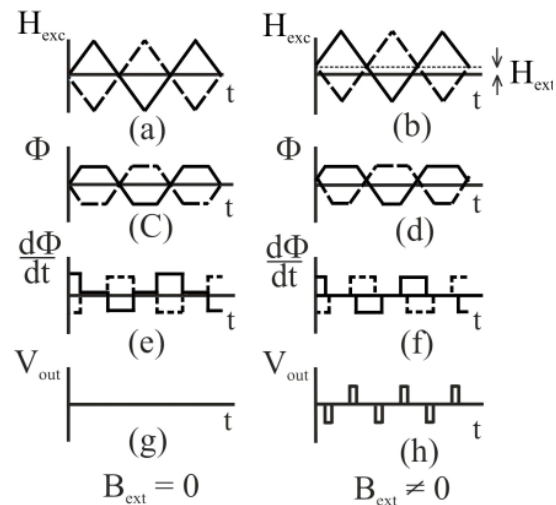 H_exc
t
(a)
H_exc
H_ext
t
(b)
Φ
t
(C)
Φ
t
(d)
dΦ
dt
t
(e)
dΦ
dt
t
(f)
V_out
t
(g)
V_out
t
(h)
B_ext = 0
B_ext ≠ 0